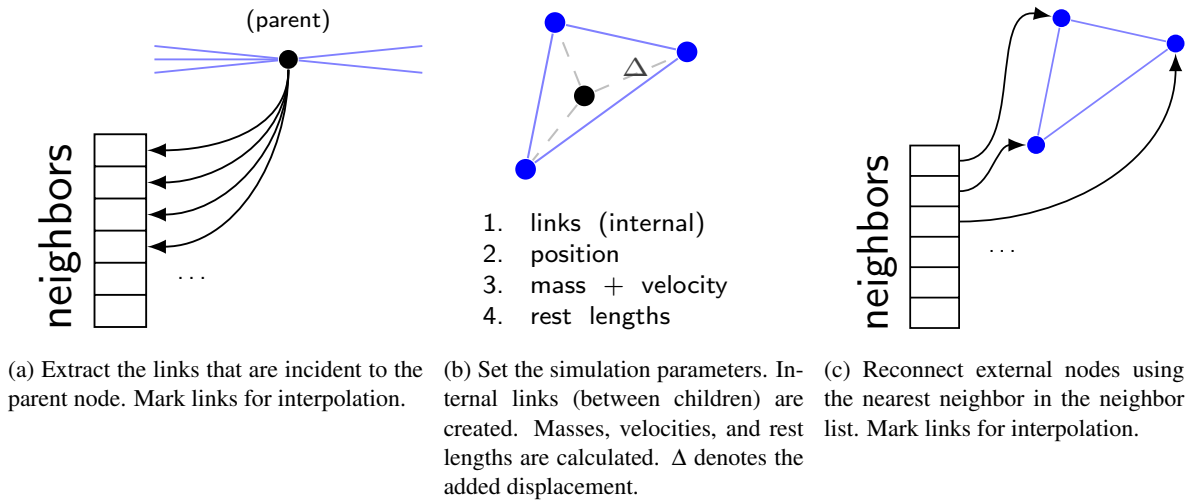 (parent)
neighbors
. . .
(a) Extract the links that are incident to the
parent node. Mark links for interpolation.
Δ
1. links (internal)
2. position
3. mass + velocity
4. rest lengths
(b) Set the simulation parameters. In-
ternal links (between children) are
created. Masses, velocities, and rest
lengths are calculated. Δ denotes the
added displacement.
neighbors
. . .
(c) Reconnect external nodes using
the nearest neighbor in the neighbor
list. Mark links for interpolation.